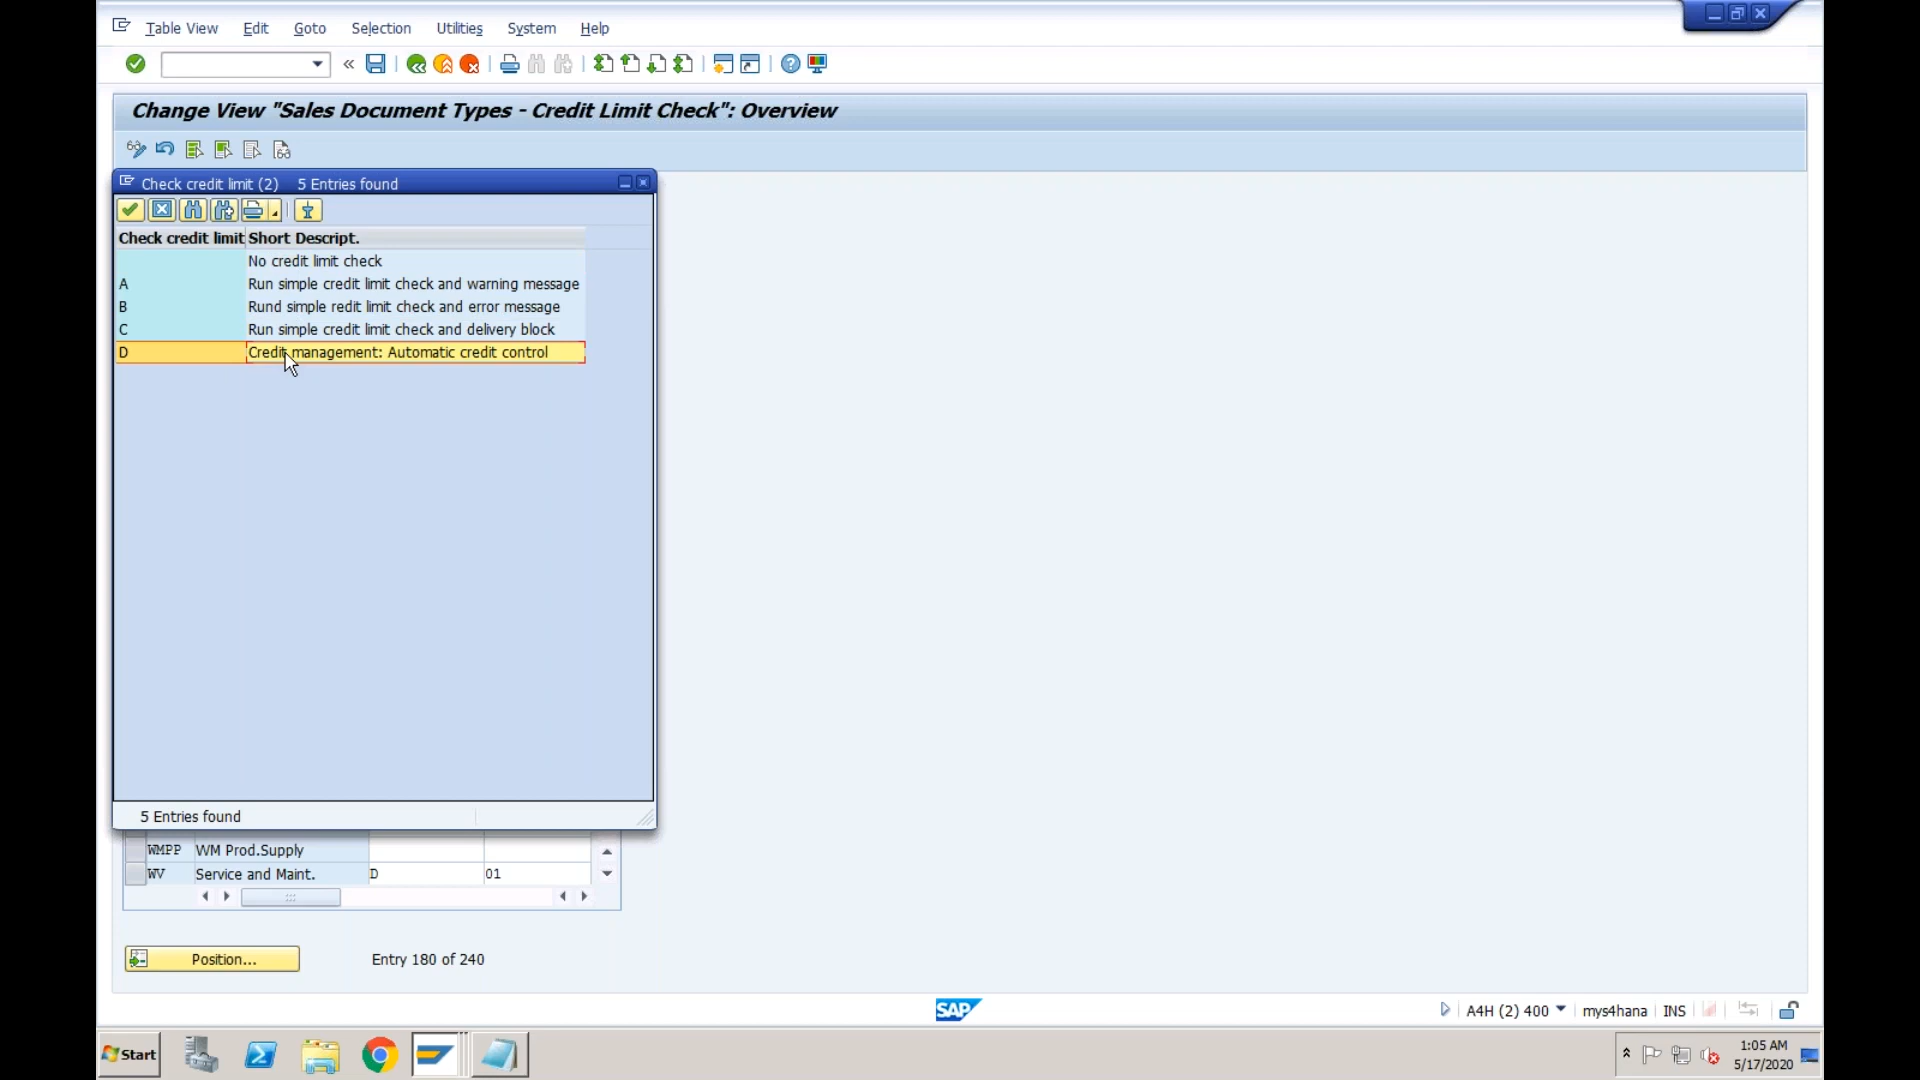 Table View Edit Goto Selection Utilities System Help
Change View "Sales Document Types - Credit Limit Check": Overview
Check credit limit (2) 5 Entries found
Check credit limit Short Descript.
No credit limit check
A Run simple credit limit check and warning message
B Rund simple redit limit check and error message
C Run simple credit limit check and delivery block
D Credit management: Automatic credit control
5 Entries found
WMPP WM Prod.Supply
WV Service and Maint. D 01
Position... Entry 180 of 240
SAP A4H (2) 400 mys4hana INS
Start 1:05 AM
5/17/2020